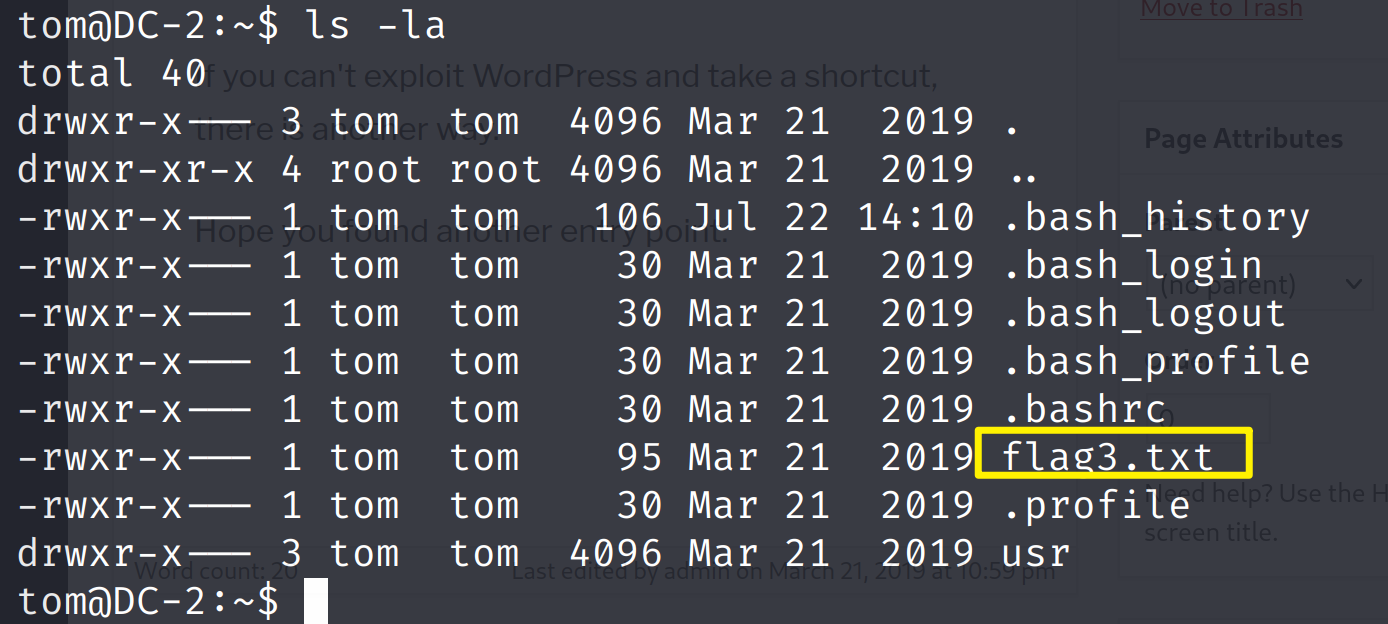 tom@DC-2:~$ ls -la
Move to Trash
total 40
If you can't exploit WordPress and take a shortcut,
drwxr-x--- 3 tom  tom  4096 Mar 21  2019 .
there is another way.
Page Attributes
drwxr-xr-x 4 root root 4096 Mar 21  2019 ..
-rwxr-x--- 1 tom  tom   106 Jul 22 14:10 .bash_history
Hope you found another entry point.
-rwxr-x--- 1 tom  tom    30 Mar 21  2019 .bash_login
(no parent)
-rwxr-x--- 1 tom  tom    30 Mar 21  2019 .bash_logout
-rwxr-x--- 1 tom  tom    30 Mar 21  2019 .bash_profile
-rwxr-x--- 1 tom  tom    30 Mar 21  2019 .bashrc
0
-rwxr-x--- 1 tom  tom    95 Mar 21  2019 flag3.txt
-rwxr-x--- 1 tom  tom    30 Mar 21  2019 .profile
Need help? Use the H
screen title.
drwxr-x--- 3 tom  tom  4096 Mar 21  2019 usr
Word count: 20
Last edited by admin on March 21, 2019 at 10:59 pm
tom@DC-2:~$